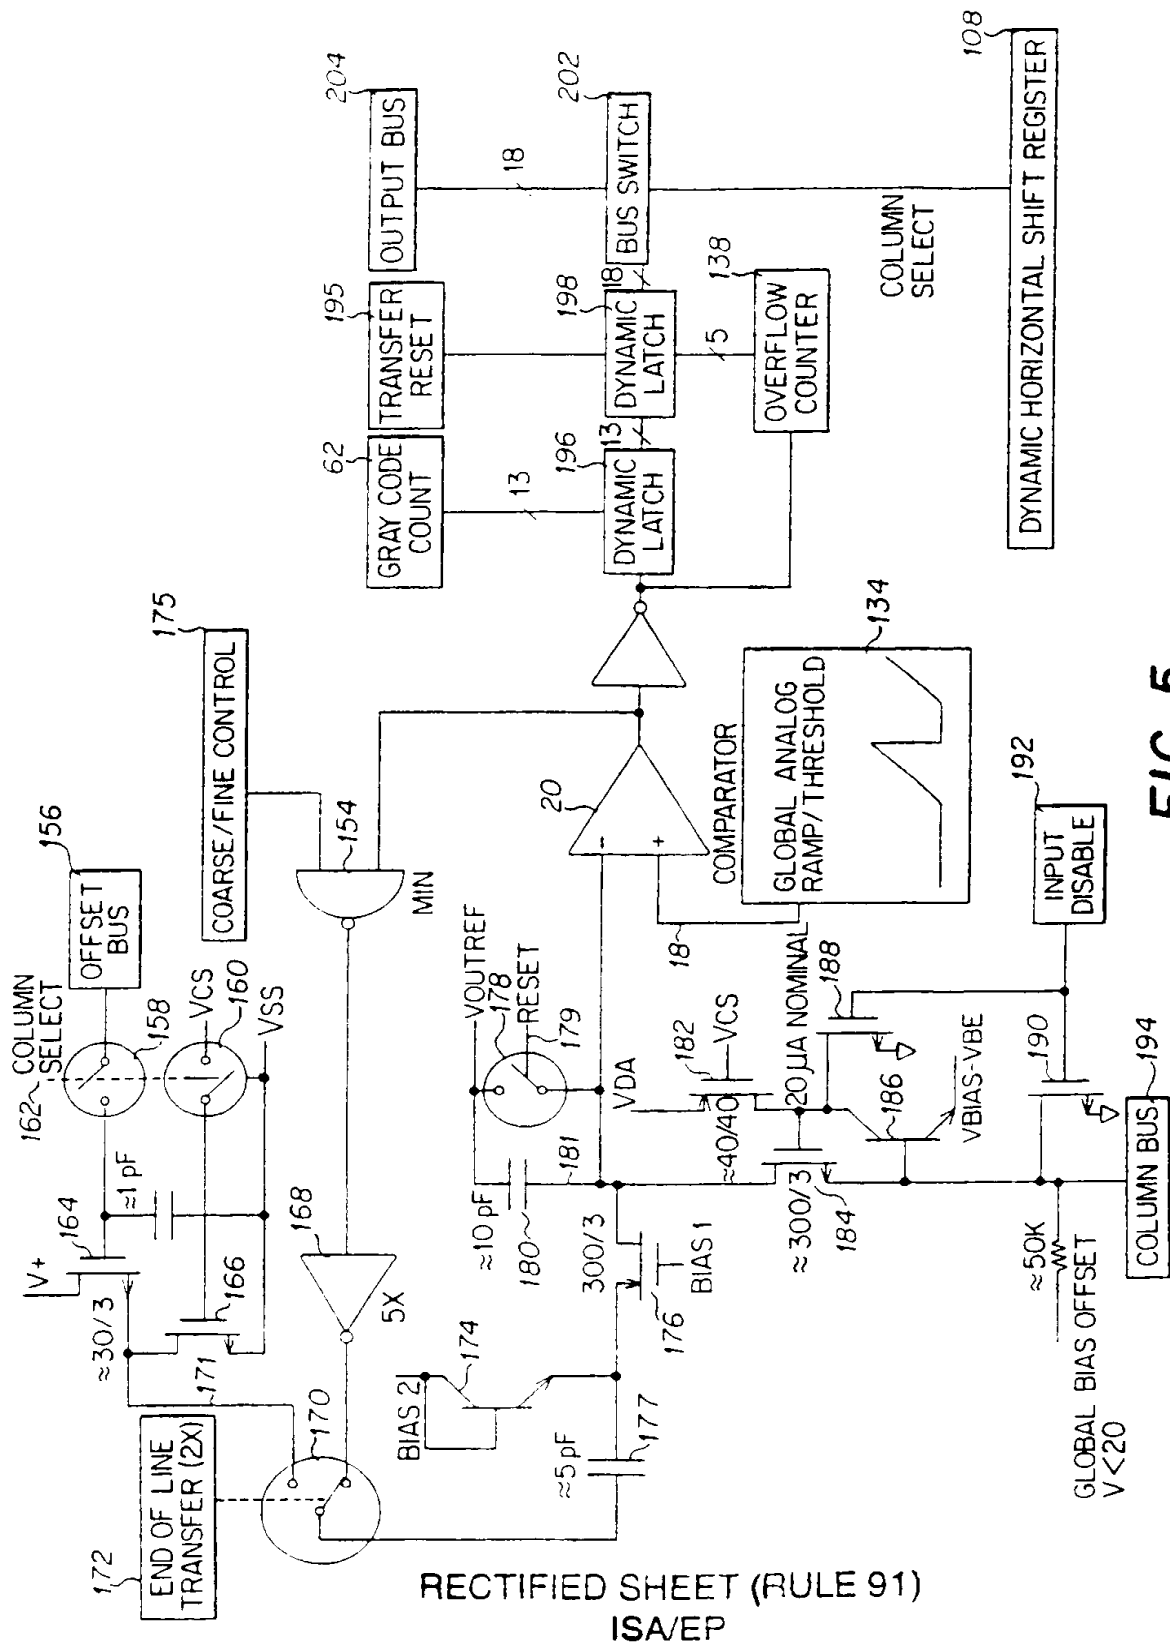 172
END OF LINE
TRANSFER (2X)
V+
164
162
COLUMN
SELECT
156
OFFSET
BUS
158
VCS
160
VSS
≈1pF
≈30/3
166
171
170
175
COARSE/FINE CONTROL
154
MIN
168
5X
BIAS 2
174
≈5pF
177
≈10pF
180
181
VOUTREF
178
RESET
179
300/3
176
BIAS 1
VDA
182
VCS
≈40/40
20 µA NOMINAL
≈300/3
184
186
188
VBIAS-VBE
190
192
INPUT
DISABLE
≈50K
GLOBAL BIAS OFFSET
V<20
COLUMN BUS
194
20
-
+
18
COMPARATOR
GLOBAL ANALOG
RAMP/THRESHOLD
134
62
GRAY CODE
COUNT
13
195
TRANSFER
RESET
204
OUTPUT BUS
18
196
DYNAMIC
LATCH
13
198
DYNAMIC
LATCH
18
202
BUS SWITCH
5
138
OVERFLOW
COUNTER
COLUMN
SELECT
108
DYNAMIC HORIZONTAL SHIFT REGISTER
RECTIFIED SHEET (RULE 91)
ISA/EP